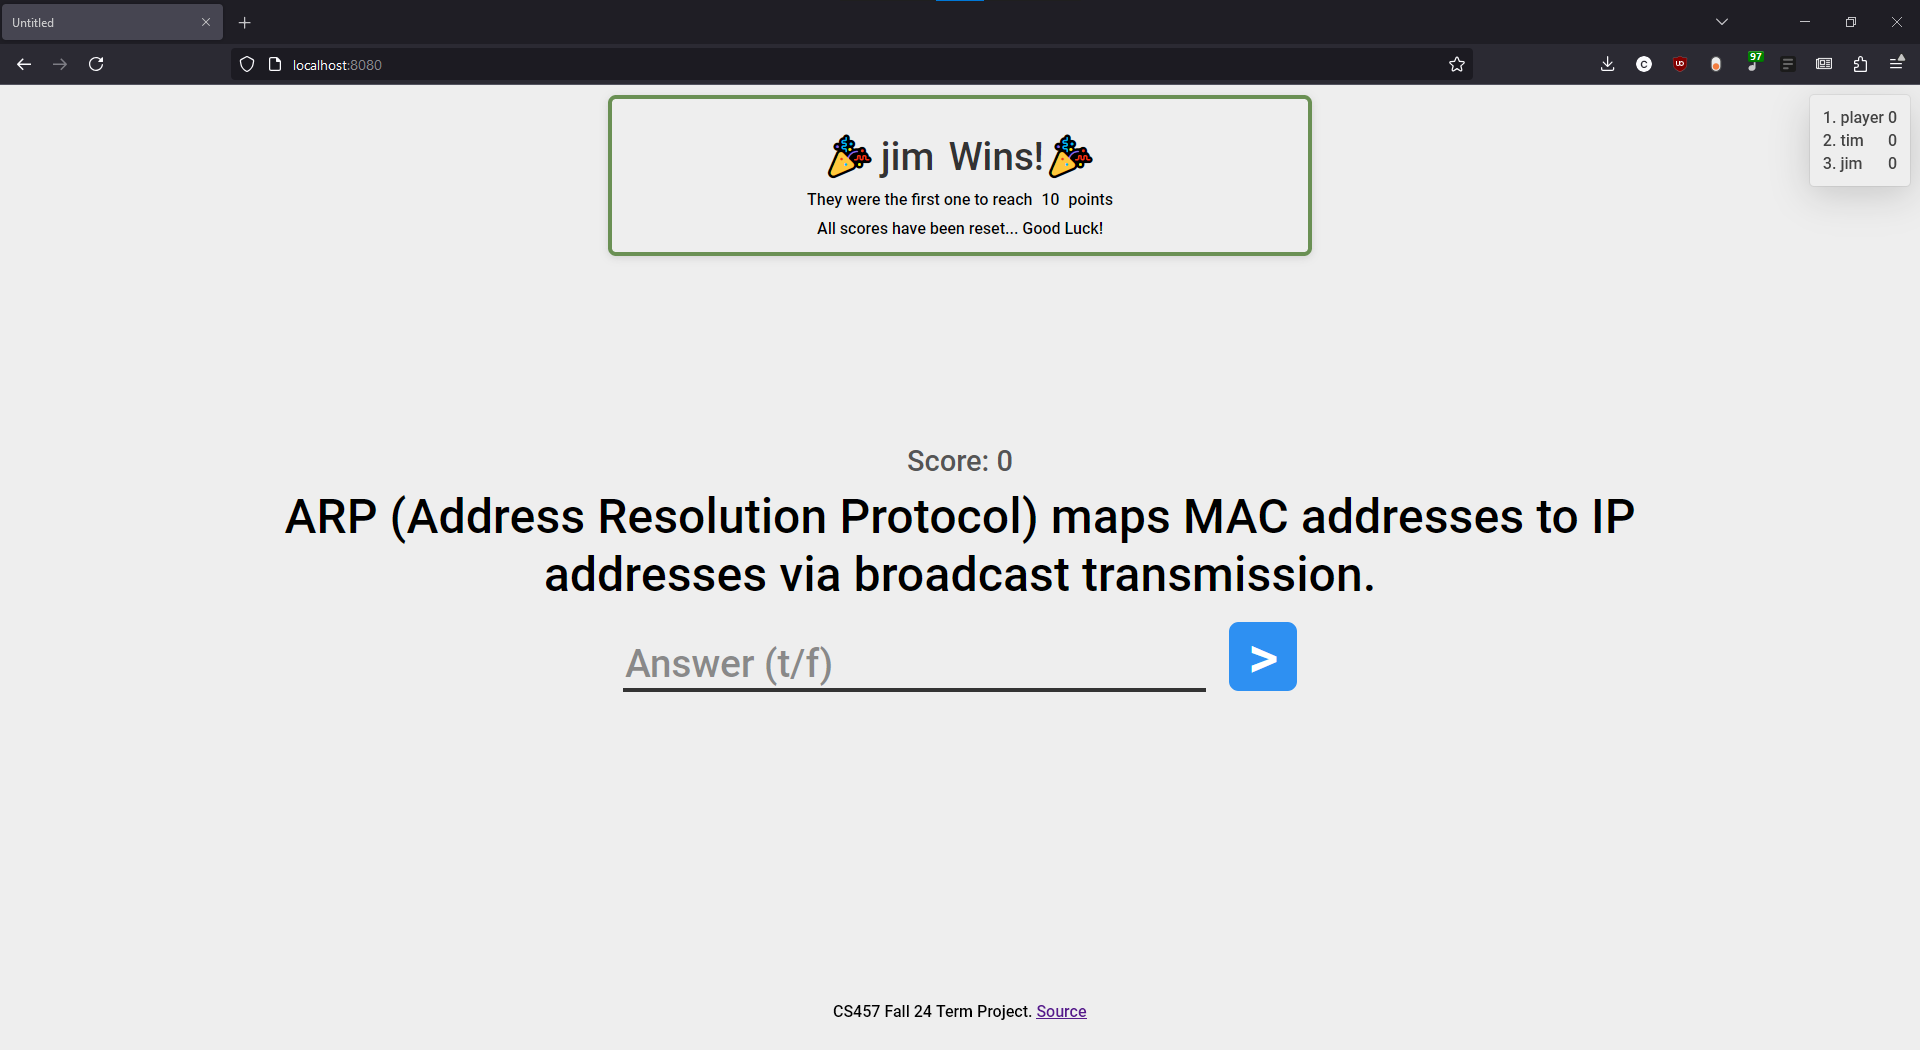 Untitled
localhost:8080
97
1. player 0
2. tim 0
3. jim 0
jim Wins!
They were the first one to reach 10 points
All scores have been reset... Good Luck!
Score: 0
ARP (Address Resolution Protocol) maps MAC addresses to IP
addresses via broadcast transmission.
Answer (t/f)
>
CS457 Fall 24 Term Project. Source